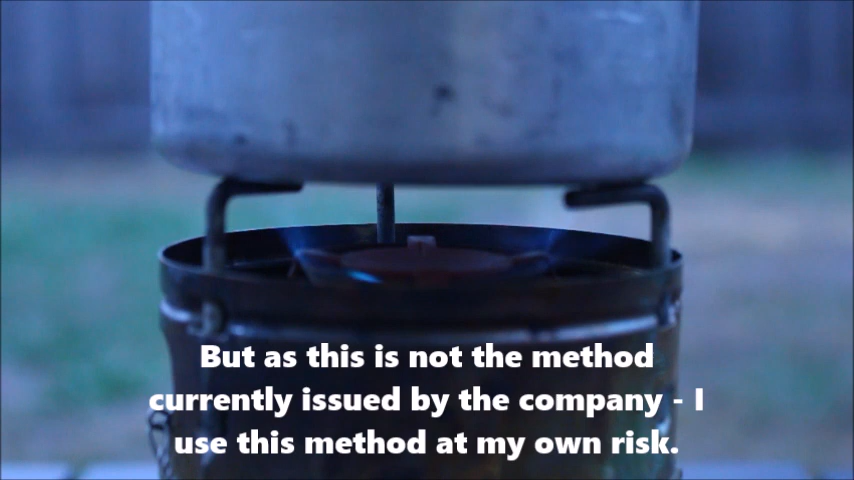 But as this is not the method
currently issued by the company - I
use this method at my own risk.